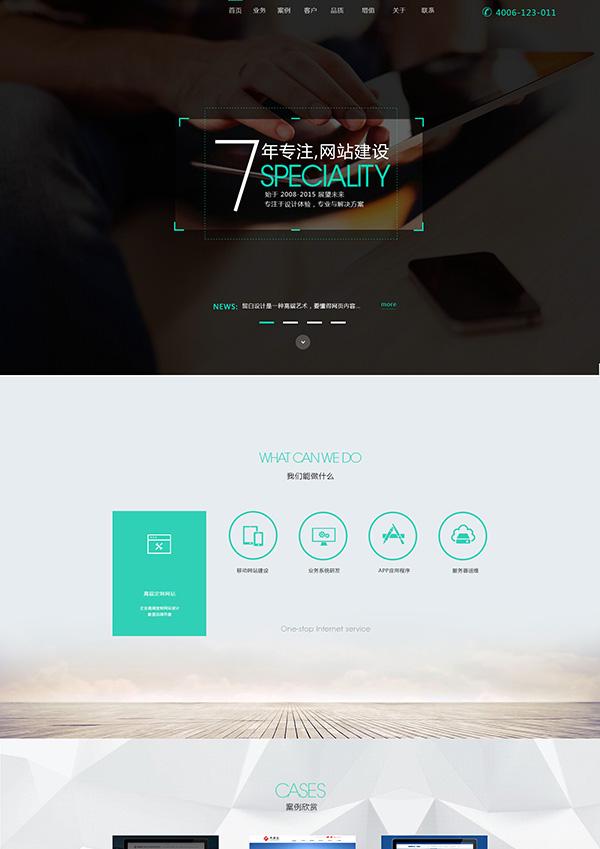 首页 业务 案例 客户 品质 增值 关于 联系
4006-123-011
7年专注,网站建设
SPECIALITY
始于 2008-2015 展望未来
专注于设计体验，专业与解决方案
NEWS: 留白设计是一种高端艺术，要懂得网页内容... more
WHAT CAN WE DO
我们能做什么
高端定制网站
企业高端定制网站设计
彰显品牌形象
移动网站建设 业务系统研发 APP应用程序 服务器运维
One-stop Internet service
CASES
案例欣赏